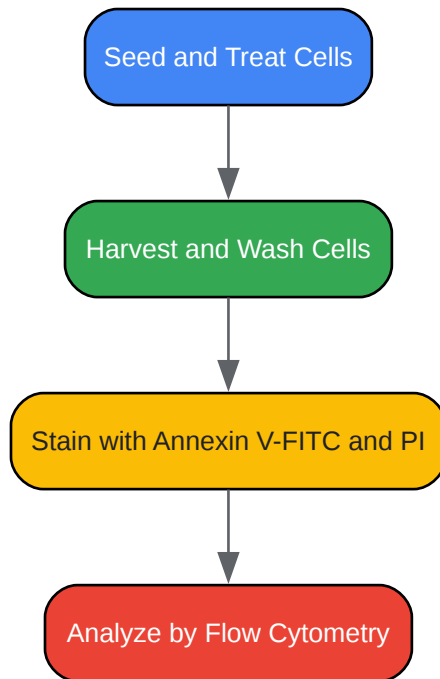 Seed and Treat Cells
Harvest and Wash Cells
Stain with Annexin V-FITC and PI
Analyze by Flow Cytometry